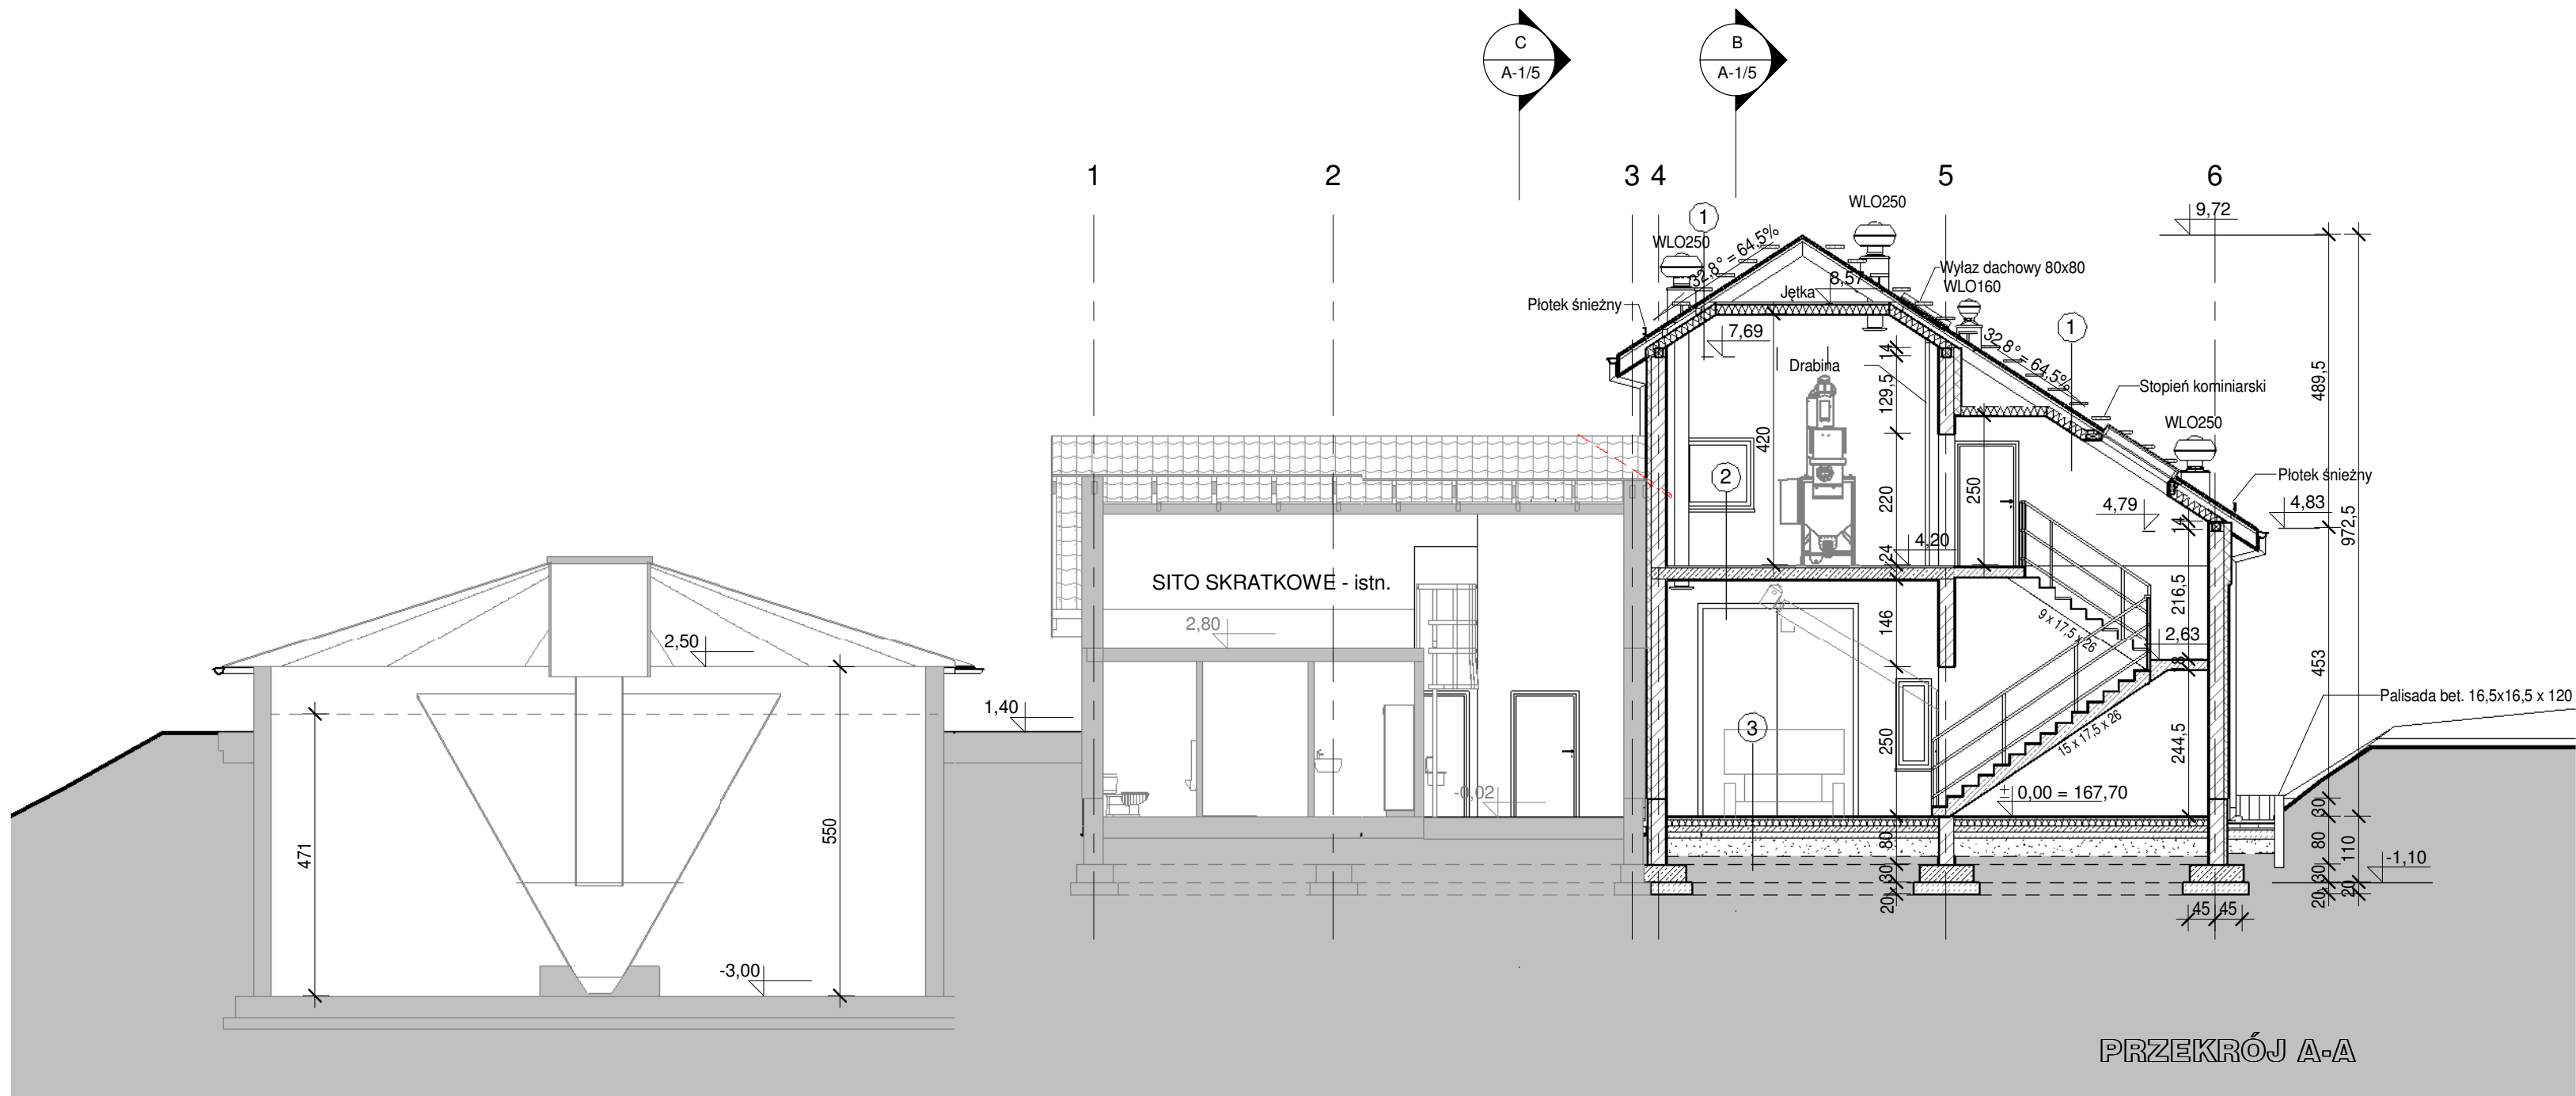 C
A-1/5
B
A-1/5
1
2
3
4
5
6
WLO250
9,72
1
WLO250
32,8° = 64,5%
Wyłaz dachowy 80x80
8,57
WLO160
Jętka
Płotek śnieżny
1
7,69
32,8° = 64,5%
14
Drabina
129,5
Stopień kominiarski
489,5
WLO250
420
Płotek śnieżny
2
220
250
4,79
4,83
14
972,5
24
4,20
SITO SKRATKOWE - istn.
2,80
146
9 x 17,5 x 26
216,5
2,63
8
2,50
453
Palisada bet. 16,5x16,5 x 120
1,40
3
250
15 x 17,5 x 26
244,5
-0,02
± 0,00 = 167,70
30
471
550
80
80
110
-1,10
30
30
20
20
20
45
45
-3,00
PRZEKRÓJ A-A